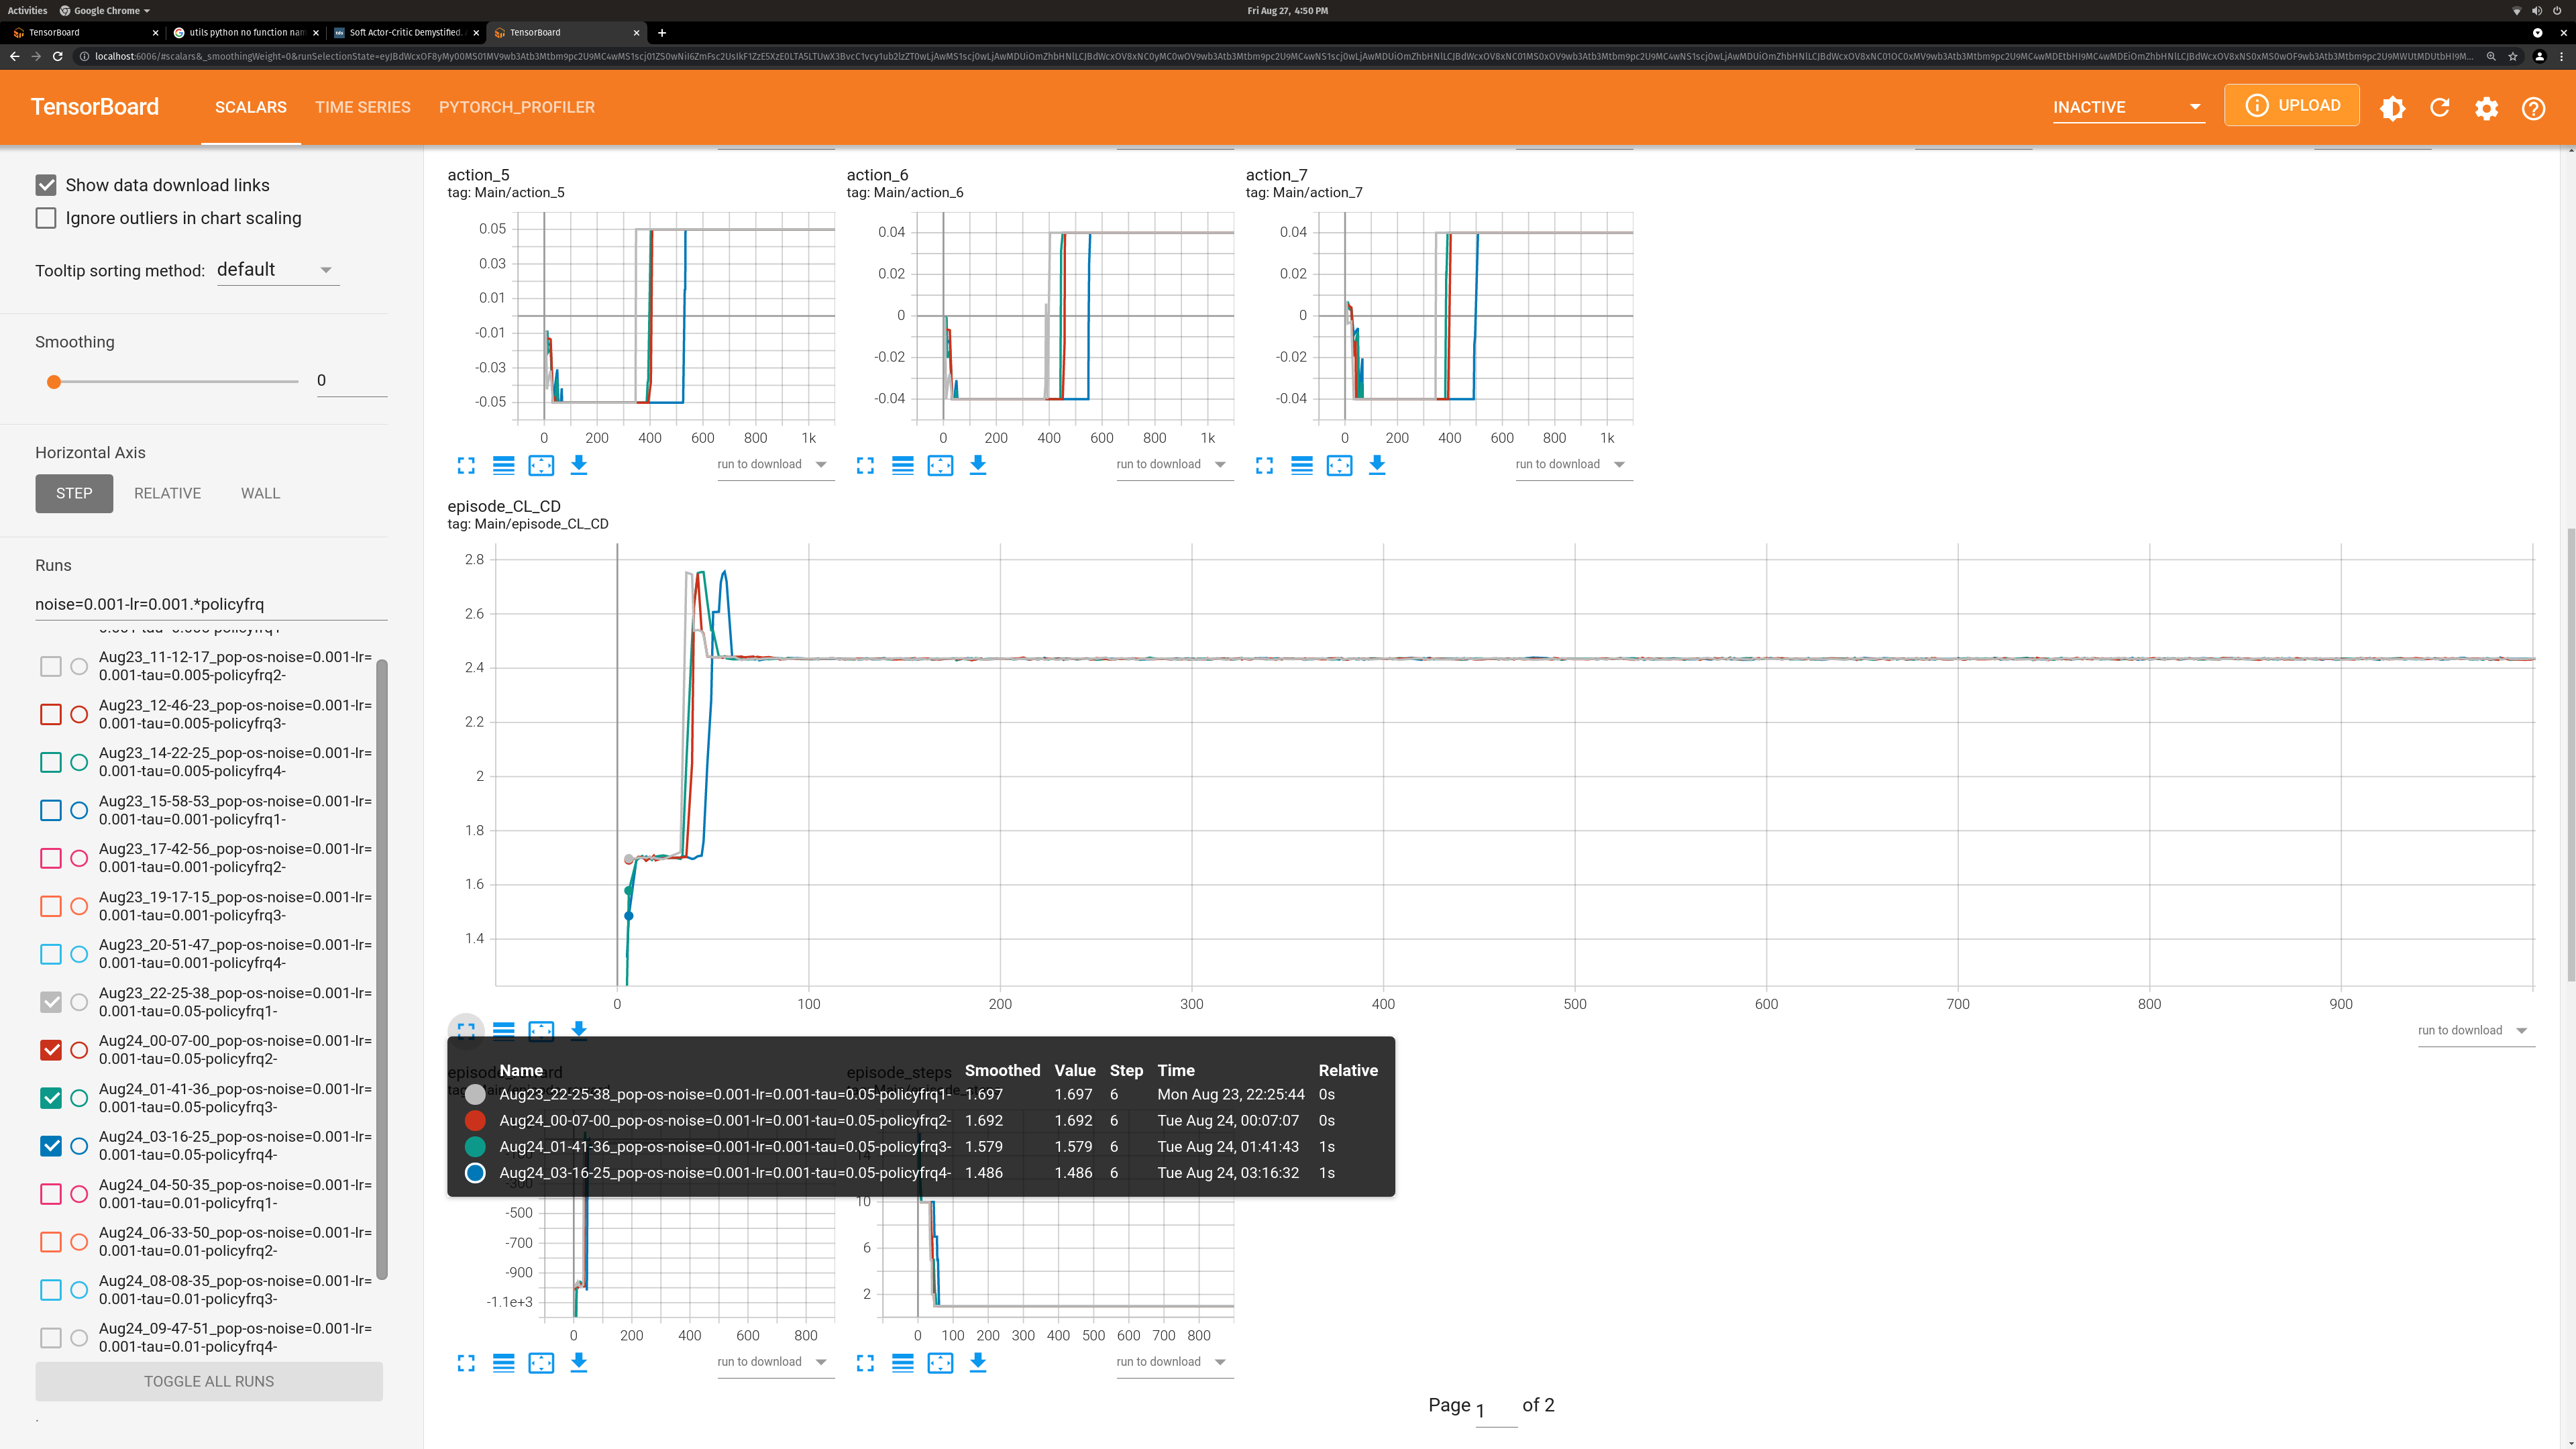 Activities Google Chrome Fri Aug 27, 4:50 PM
TensorBoard utils python no function nam Soft Actor-Critic Demystified. TensorBoard
TensorBoard SCALARS TIME SERIES PYTORCH_PROFILER INACTIVE UPLOAD
Show data download links
Ignore outliers in chart scaling
Tooltip sorting method: default
Smoothing
0
Horizontal Axis
STEP RELATIVE WALL
Runs
noise=0.001-lr=0.001.*policyfrq
Aug23_11-12-17_pop-os-noise=0.001-lr=
0.001-tau=0.005-policyfrq2-
Aug23_12-46-23_pop-os-noise=0.001-lr=
0.001-tau=0.005-policyfrq3-
Aug23_14-22-25_pop-os-noise=0.001-lr=
0.001-tau=0.005-policyfrq4-
Aug23_15-58-53_pop-os-noise=0.001-lr=
0.001-tau=0.001-policyfrq1-
Aug23_17-42-56_pop-os-noise=0.001-lr=
0.001-tau=0.001-policyfrq2-
Aug23_19-17-15_pop-os-noise=0.001-lr=
0.001-tau=0.001-policyfrq3-
Aug23_20-51-47_pop-os-noise=0.001-lr=
0.001-tau=0.001-policyfrq4-
Aug23_22-25-38_pop-os-noise=0.001-lr=
0.001-tau=0.05-policyfrq1-
Aug24_00-07-00_pop-os-noise=0.001-lr=
0.001-tau=0.05-policyfrq2-
Aug24_01-41-36_pop-os-noise=0.001-lr=
0.001-tau=0.05-policyfrq3-
Aug24_03-16-25_pop-os-noise=0.001-lr=
0.001-tau=0.05-policyfrq4-
Aug24_04-50-35_pop-os-noise=0.001-lr=
0.001-tau=0.01-policyfrq1-
Aug24_06-33-50_pop-os-noise=0.001-lr=
0.001-tau=0.01-policyfrq2-
Aug24_08-08-35_pop-os-noise=0.001-lr=
0.001-tau=0.01-policyfrq3-
Aug24_09-47-51_pop-os-noise=0.001-lr=
0.001-tau=0.01-policyfrq4-
TOGGLE ALL RUNS
action_5
tag: Main/action_5
0.05
0.03
0.01
-0.01
-0.03
-0.05
0 200 400 600 800 1k
run to download
action_6
tag: Main/action_6
0.04
0.02
0
-0.02
-0.04
0 200 400 600 800 1k
run to download
action_7
tag: Main/action_7
0.04
0.02
0
-0.02
-0.04
0 200 400 600 800 1k
run to download
episode_CL_CD
tag: Main/episode_CL_CD
2.8
2.6
2.4
2.2
2
1.8
1.6
1.4
0 100 200 300 400 500 600 700 800 900
run to download
Name Smoothed Value Step Time Relative
Aug23_22-25-38_pop-os-noise=0.001-lr=0.001-tau=0.05-policyfrq1- 1.697 1.697 6 Mon Aug 23, 22:25:44 0s
Aug24_00-07-00_pop-os-noise=0.001-lr=0.001-tau=0.05-policyfrq2- 1.692 1.692 6 Tue Aug 24, 00:07:07 0s
Aug24_01-41-36_pop-os-noise=0.001-lr=0.001-tau=0.05-policyfrq3- 1.579 1.579 6 Tue Aug 24, 01:41:43 1s
Aug24_03-16-25_pop-os-noise=0.001-lr=0.001-tau=0.05-policyfrq4- 1.486 1.486 6 Tue Aug 24, 03:16:32 1s
-500
-700
-900
-1.1e+3
0 200 400 600 800
run to download
episode_steps
10
6
2
0 100 200 300 400 500 600 700 800
run to download
Page 1 of 2